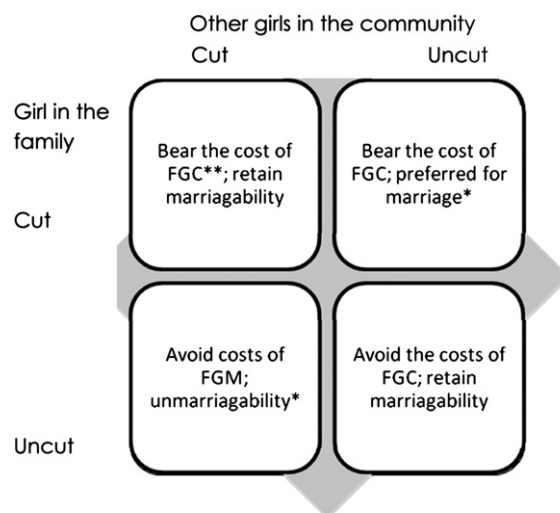 Other girls in the community
Cut
Uncut
Girl in the
family
Cut
Bear the cost of
FGC**; retain
marriagability
Bear the cost of
FGC; preferred for
marriage*
Uncut
Avoid costs of
FGM;
unmarriagability*
Avoid the costs of
FGC; retain
marriagability